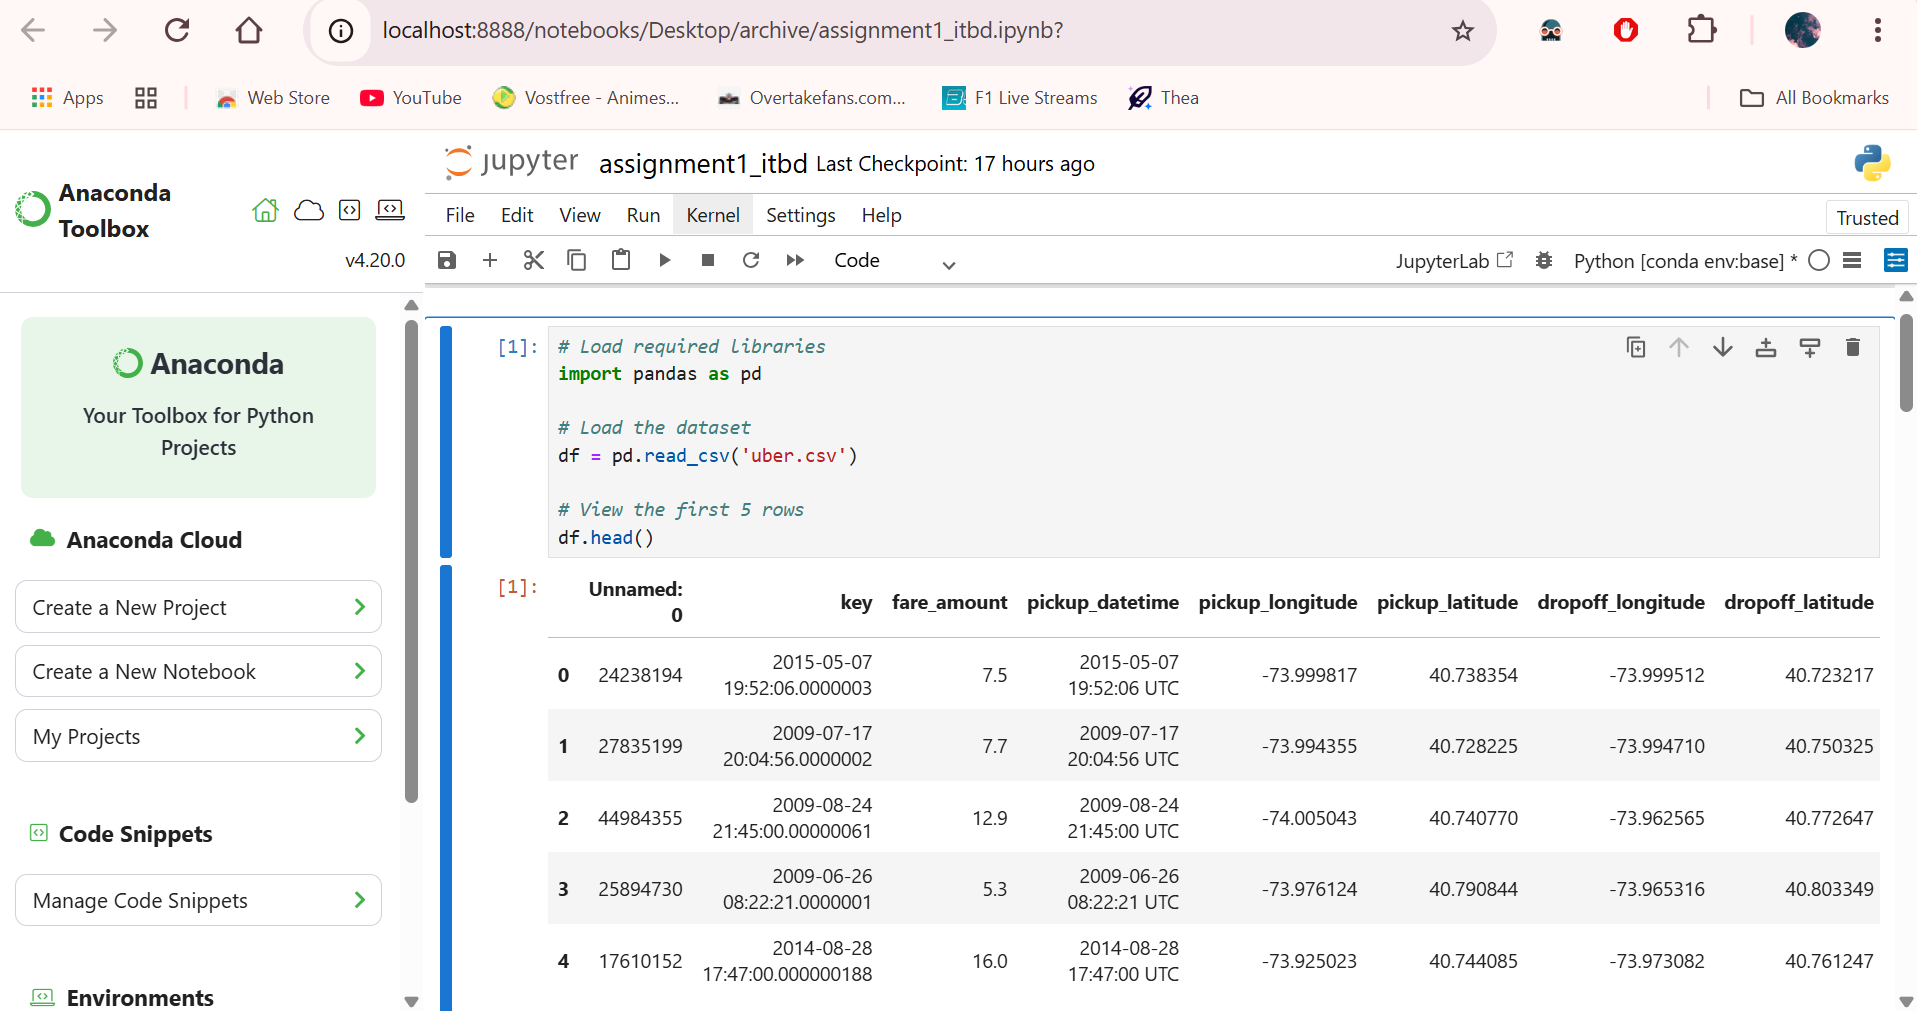 localhost:8888/notebooks/Desktop/archive/assignment1_itbd.ipynb?
Apps
Web Store
YouTube
Vostfree - Animes...
Overtakefans.com...
F1 Live Streams
Thea
All Bookmarks
Anaconda
Toolbox
v4.20.0
Anaconda
Your Toolbox for Python
Projects
Anaconda Cloud
Create a New Project
Create a New Notebook
My Projects
Code Snippets
Manage Code Snippets
Environments
jupyter assignment1_itbd Last Checkpoint: 17 hours ago
File Edit View Run Kernel Settings Help
Trusted
Code
JupyterLab
Python [conda env:base] *
[1]: # Load required libraries
import pandas as pd
# Load the dataset
df = pd.read_csv('uber.csv')
# View the first 5 rows
df.head()
[1]:
Unnamed: 0 key fare_amount pickup_datetime pickup_longitude pickup_latitude dropoff_longitude dropoff_latitude
0 24238194 2015-05-07 19:52:06.0000003 7.5 2015-05-07 19:52:06 UTC -73.999817 40.738354 -73.999512 40.723217
1 27835199 2009-07-17 20:04:56.0000002 7.7 2009-07-17 20:04:56 UTC -73.994355 40.728225 -73.994710 40.750325
2 44984355 2009-08-24 21:45:00.00000061 12.9 2009-08-24 21:45:00 UTC -74.005043 40.740770 -73.962565 40.772647
3 25894730 2009-06-26 08:22:21.0000001 5.3 2009-06-26 08:22:21 UTC -73.976124 40.790844 -73.965316 40.803349
4 17610152 2014-08-28 17:47:00.000000188 16.0 2014-08-28 17:47:00 UTC -73.925023 40.744085 -73.973082 40.761247